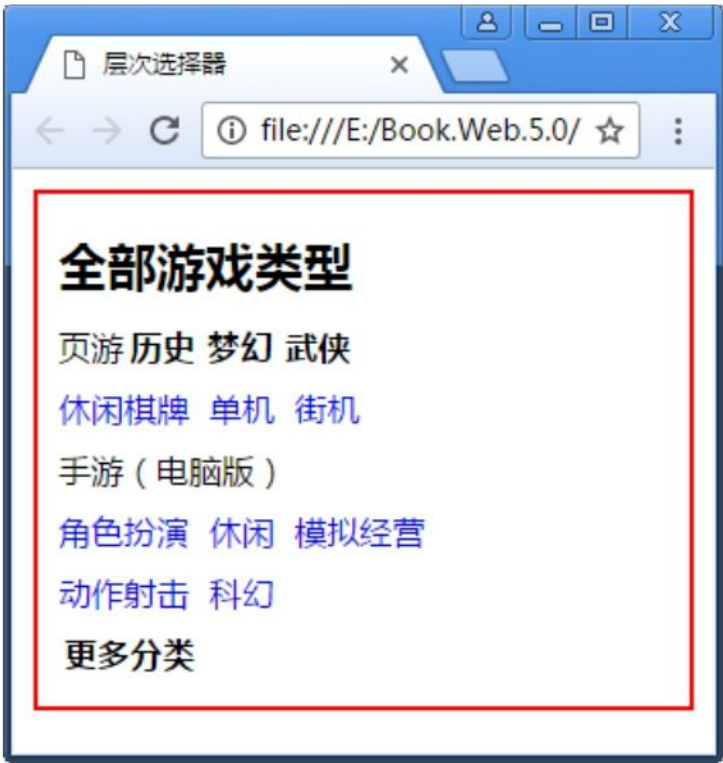 层次选择器
file:///E:/Book.Web.5.0/
全部游戏类型
页游 历史 梦幻 武侠
休闲棋牌 单机 街机
手游（电脑版）
角色扮演 休闲 模拟经营
动作射击 科幻
更多分类